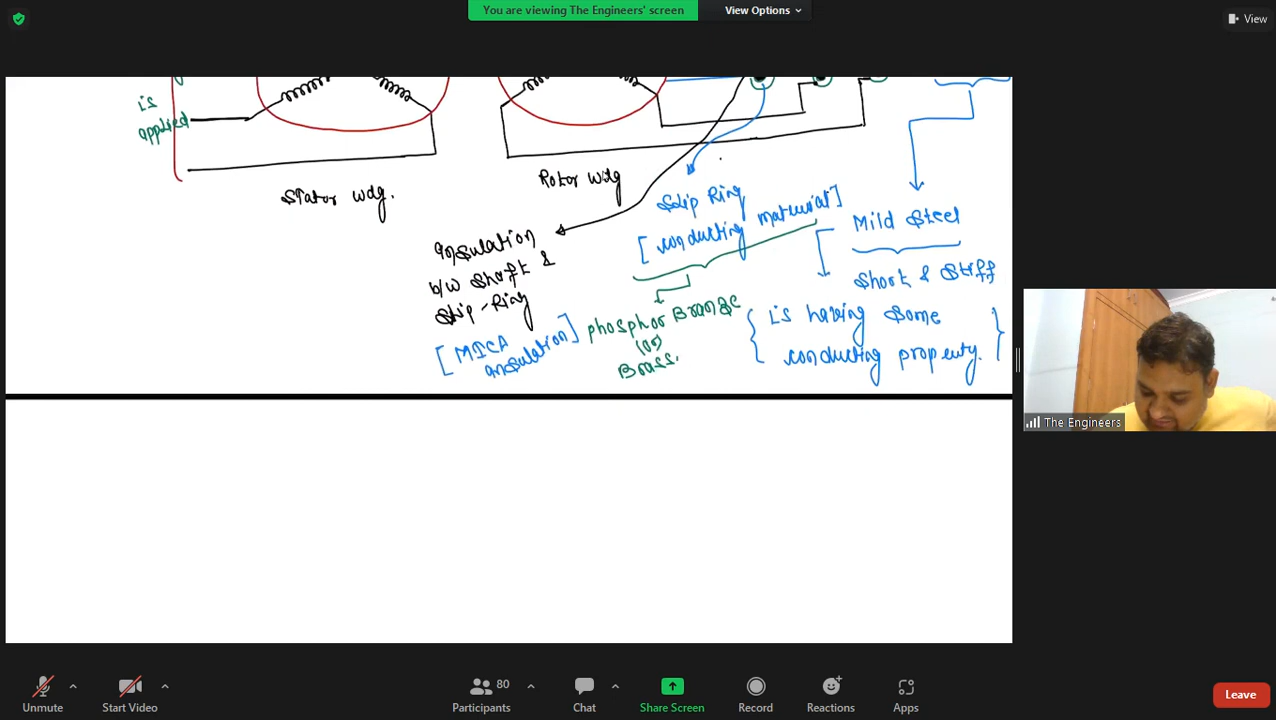 You are viewing The Engineers' screen
View Options
View
is
applied
Stator wdg.
Rotor wdg
Slip Ring
[conducting material]
Mild Steel
Short & Stiff
insulation
b/w Shaft &
Slip-Ring
[MICA
insulation]
phosphor Bronze
(or)
Brass.
{ is having some
conducting property. }
The Engineers
Unmute
Start Video
80
Participants
Chat
Share Screen
Record
Reactions
Apps
Leave